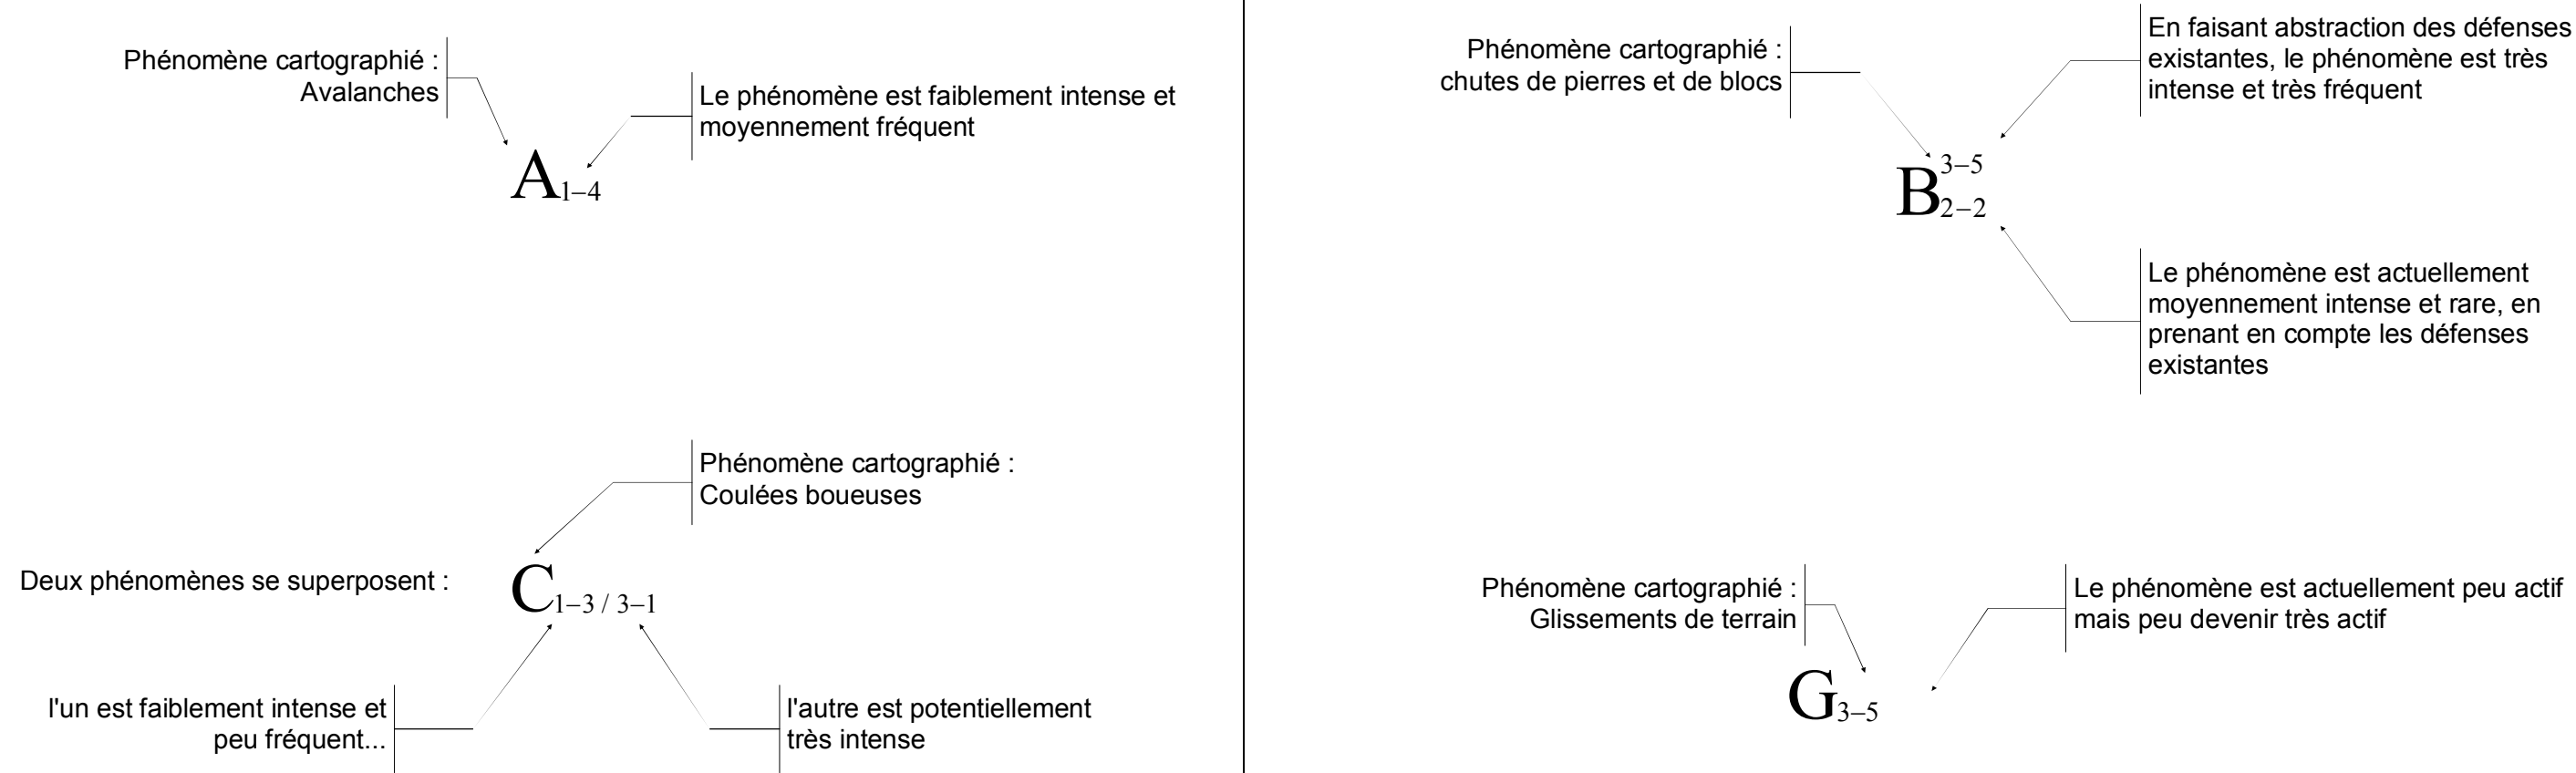 Phénomène cartographié :
Avalanches
Le phénomène est faiblement intense et
moyennement fréquent
A1–4
Phénomène cartographié :
Coulées boueuses
Deux phénomènes se superposent :
C1–3 / 3–1
l'un est faiblement intense et
peu fréquent...
l'autre est potentiellement
très intense
Phénomène cartographié :
chutes de pierres et de blocs
En faisant abstraction des défenses
existantes, le phénomène est très
intense et très fréquent
B3–5
2–2
Le phénomène est actuellement
moyennement intense et rare, en
prenant en compte les défenses
existantes
Phénomène cartographié :
Glissements de terrain
Le phénomène est actuellement peu actif
mais peu devenir très actif
G3–5